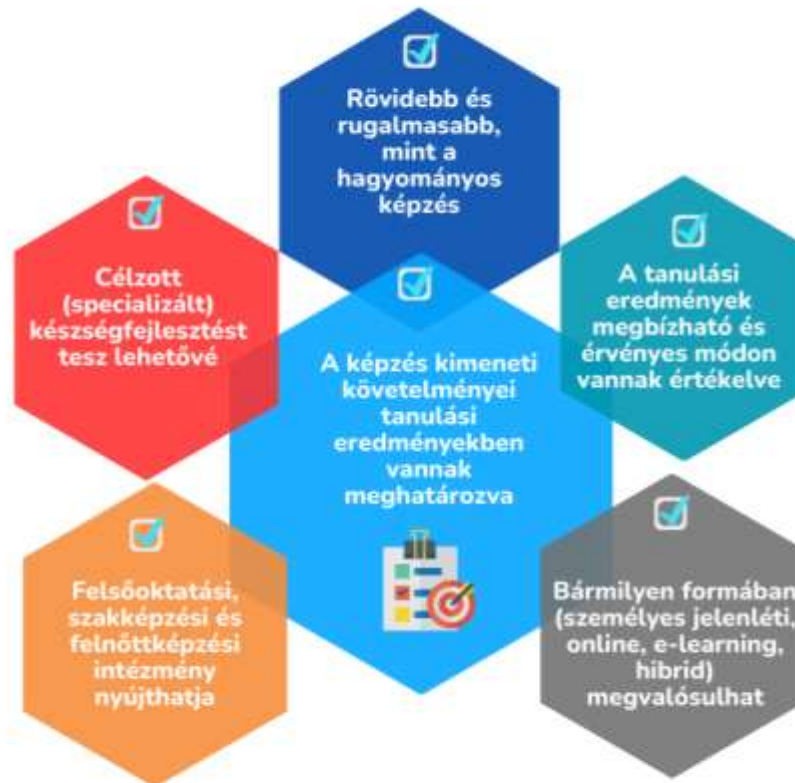 Rövidebb és
rugalmasabb,
mint a
hagyományos
képzés
Célzott
(specializált)
készségfejlesztést
tesz lehetővé
A képzés kimeneti
követelményei
tanulási
eredményekben
vannak
meghatározva
A tanulási
eredmények
megbízható és
érvényes módon
vannak értékelve
Felsőoktatási,
szakképzési és
felnőttképzési
intézmény
nyújthatja
Bármilyen formában
(személyes jelenléti,
online, e-learning,
hibrid)
megvalósulhat